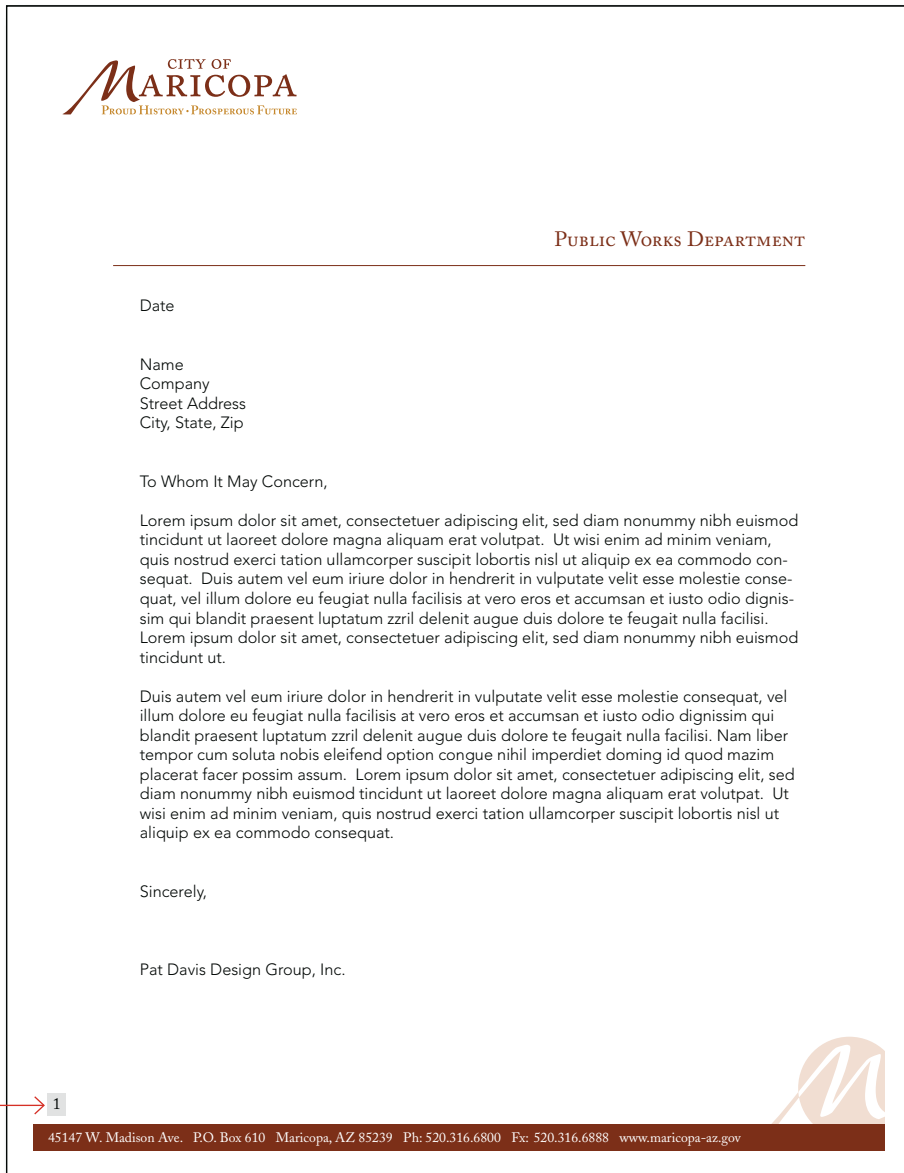 CITY OF
MARICOPA
PROUD HISTORY · PROSPEROUS FUTURE
PUBLIC WORKS DEPARTMENT
Date
Name
Company
Street Address
City, State, Zip
To Whom It May Concern,
Lorem ipsum dolor sit amet, consectetuer adipiscing elit, sed diam nonummy nibh euismod
tincidunt ut laoreet dolore magna aliquam erat volutpat.  Ut wisi enim ad minim veniam,
quis nostrud exerci tation ullamcorper suscipit lobortis nisl ut aliquip ex ea commodo con-
sequat.  Duis autem vel eum iriure dolor in hendrerit in vulputate velit esse molestie conse-
quat, vel illum dolore eu feugiat nulla facilisis at vero eros et accumsan et iusto odio dignis-
sim qui blandit praesent luptatum zzril delenit augue duis dolore te feugait nulla facilisi.
Lorem ipsum dolor sit amet, consectetuer adipiscing elit, sed diam nonummy nibh euismod
tincidunt ut.
Duis autem vel eum iriure dolor in hendrerit in vulputate velit esse molestie consequat, vel
illum dolore eu feugiat nulla facilisis at vero eros et accumsan et iusto odio dignissim qui
blandit praesent luptatum zzril delenit augue duis dolore te feugait nulla facilisi. Nam liber
tempor cum soluta nobis eleifend option congue nihil imperdiet doming id quod mazim
placerat facer possim assum.  Lorem ipsum dolor sit amet, consectetuer adipiscing elit, sed
diam nonummy nibh euismod tincidunt ut laoreet dolore magna aliquam erat volutpat.  Ut
wisi enim ad minim veniam, quis nostrud exerci tation ullamcorper suscipit lobortis nisl ut
aliquip ex ea commodo consequat.
Sincerely,
Pat Davis Design Group, Inc.
M
1
45147 W. Madison Ave.  P.O. Box 610  Maricopa, AZ 85239  Ph: 520.316.6800  Fx: 520.316.6888  www.maricopa-az.gov